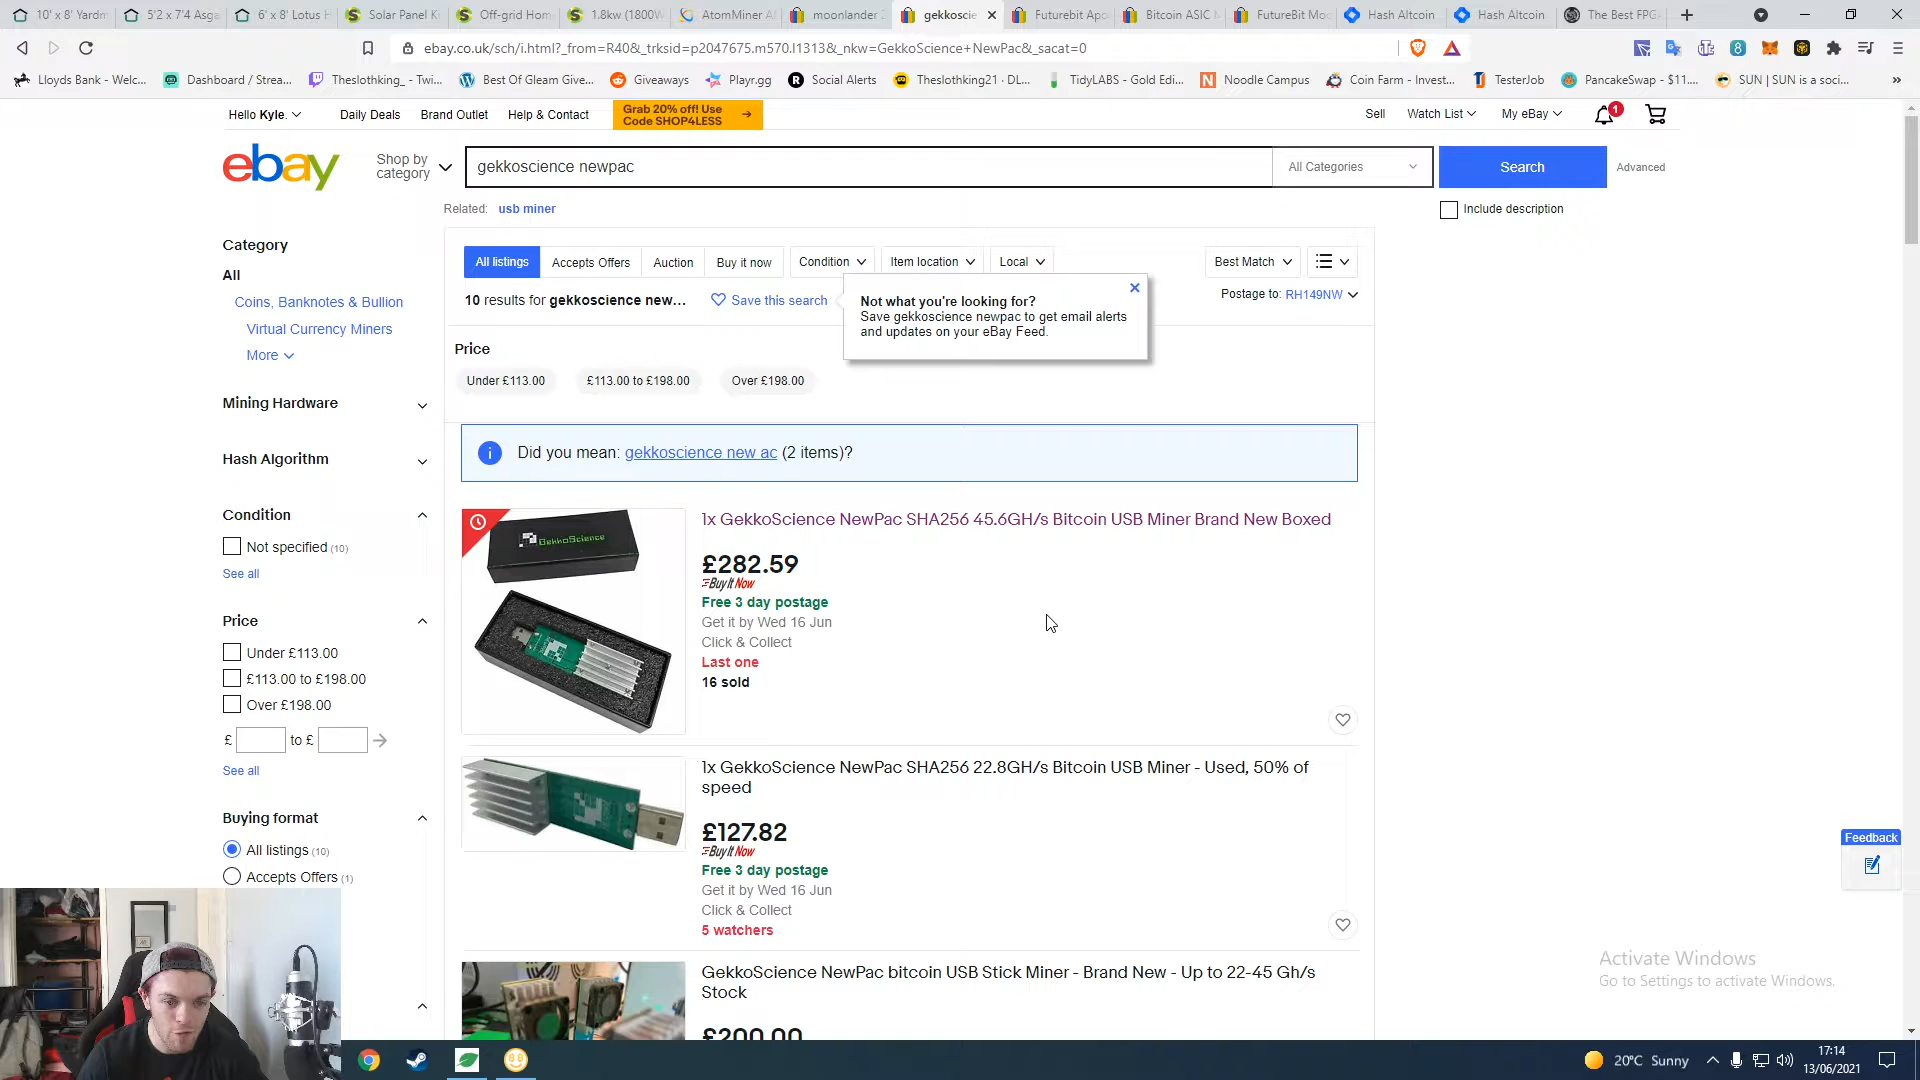 10' x 8' Yardm
5'2 x 7'4 Asga
6' x 8' Lotus H
Solar Panel Ki
Off-grid Hom
1.8kw (1800W
AtomMiner A
moonlander
gekkoscie
Futurebit Apo
Bitcoin ASIC M
FutureBit Moo
Hash Altcoin
Hash Altcoin
The Best FPG
ebay.co.uk/sch/i.html?_from=R40&_trksid=p2047675.m570.l1313&_nkw=GekkoScience+NewPac&_sacat=0
Lloyds Bank - Welc...
Dashboard / Strea...
Theslothking_ - Twi...
Best Of Gleam Give...
Giveaways
Playr.gg
Social Alerts
Theslothking21 · DL...
TidyLABS - Gold Edi...
Noodle Campus
Coin Farm - Invest...
TesterJob
PancakeSwap - $11....
SUN | SUN is a soci...
Hello Kyle.
Daily Deals
Brand Outlet
Help & Contact
Grab 20% off! Use
Code SHOP4LESS
Sell
Watch List
My eBay
1
ebay
Shop by
category
gekkoscience newpac
All Categories
Search
Advanced
Related: usb miner
Include description
Category
All
Coins, Banknotes & Bullion
Virtual Currency Miners
More
Mining Hardware
Hash Algorithm
Condition
Not specified (10)
See all
Price
Under £113.00
£113.00 to £198.00
Over £198.00
£ to £
See all
Buying format
All listings (10)
Accepts Offers (1)
All listings
Accepts Offers
Auction
Buy it now
Condition
Item location
Local
Best Match
10 results for gekkoscience new...
Save this search
Postage to: RH149NW
Not what you're looking for?
Save gekkoscience newpac to get email alerts
and updates on your eBay Feed.
Price
Under £113.00
£113.00 to £198.00
Over £198.00
Did you mean: gekkoscience new ac (2 items)?
GekkoScience
1x GekkoScience NewPac SHA256 45.6GH/s Bitcoin USB Miner Brand New Boxed
£282.59
Buy It Now
Free 3 day postage
Get it by Wed 16 Jun
Click & Collect
Last one
16 sold
1x GekkoScience NewPac SHA256 22.8GH/s Bitcoin USB Miner - Used, 50% of
speed
£127.82
Buy It Now
Free 3 day postage
Get it by Wed 16 Jun
Click & Collect
5 watchers
GekkoScience NewPac bitcoin USB Stick Miner - Brand New - Up to 22-45 Gh/s
Stock
£200.00
Feedback
Activate Windows
Go to Settings to activate Windows.
20°C Sunny
17:14
13/06/2021